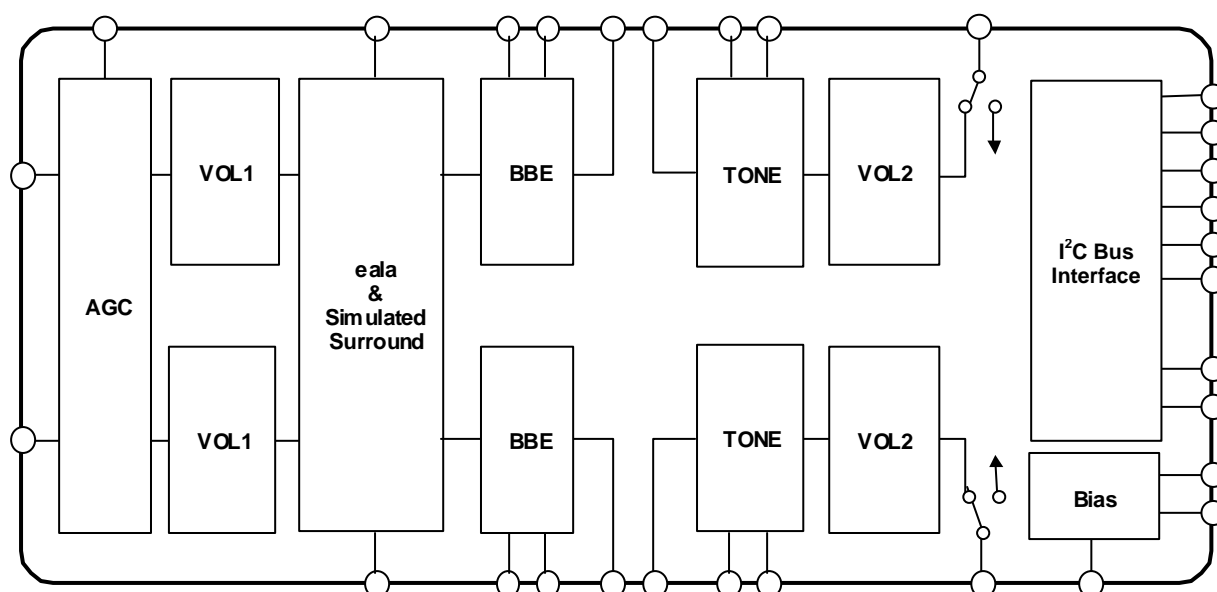 VOL1
BBE
TONE
VOL2
I²C Bus
Interface
eala
&
Simulated
Surround
AGC
VOL1
BBE
TONE
VOL2
Bias